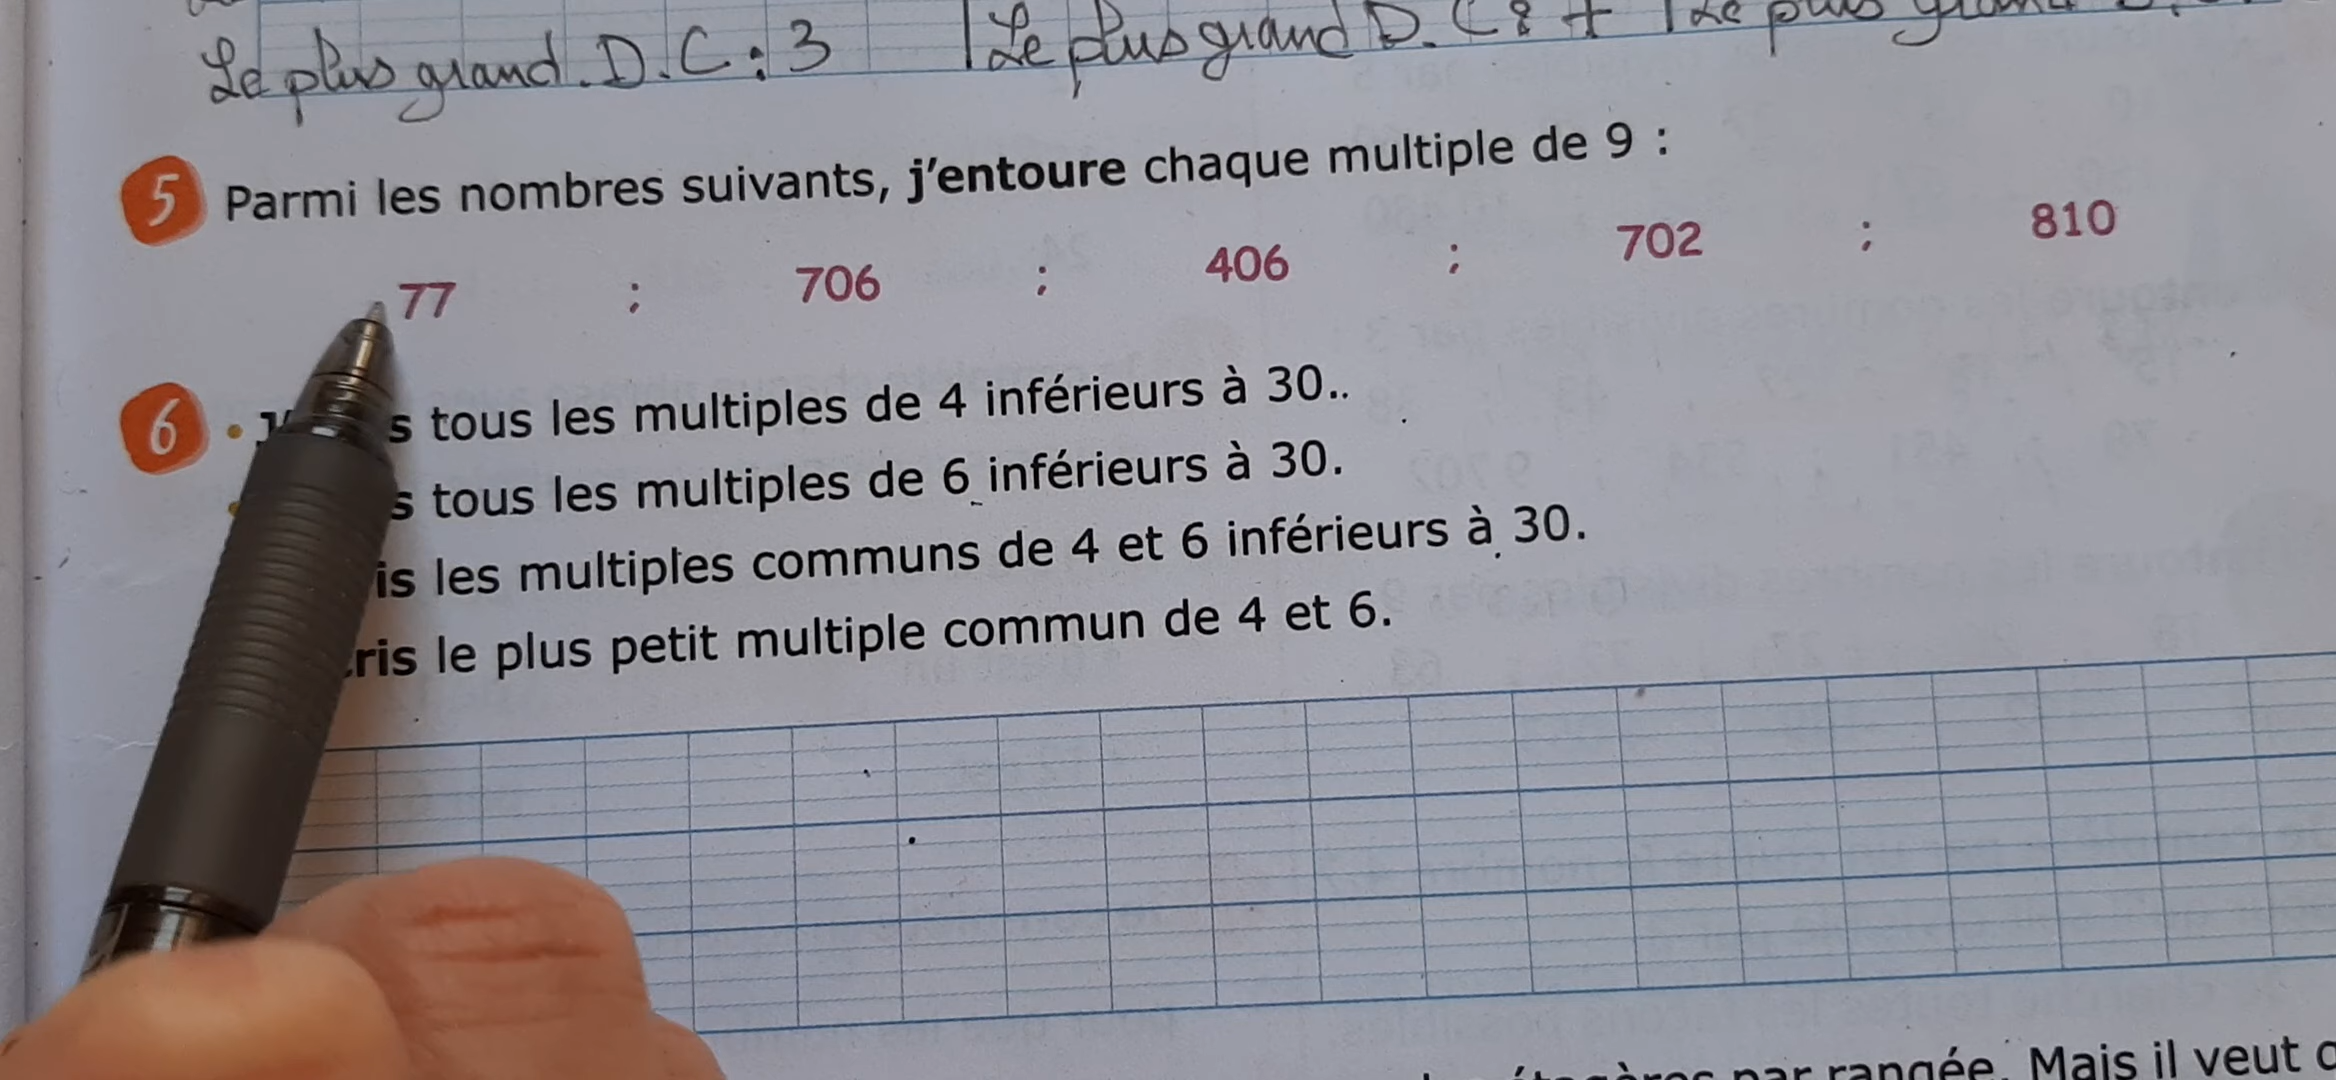 Le plus grand. D.C : 3 | Le plus grand D.C : + | Le plus grand
5 Parmi les nombres suivants, j'entoure chaque multiple de 9 :
77 ; 706 ; 406 ; 702 ; 810
6 • s tous les multiples de 4 inférieurs à 30..
s tous les multiples de 6 inférieurs à 30.
is les multiples communs de 4 et 6 inférieurs à 30.
ris le plus petit multiple commun de 4 et 6.
par rangée. Mais il veut